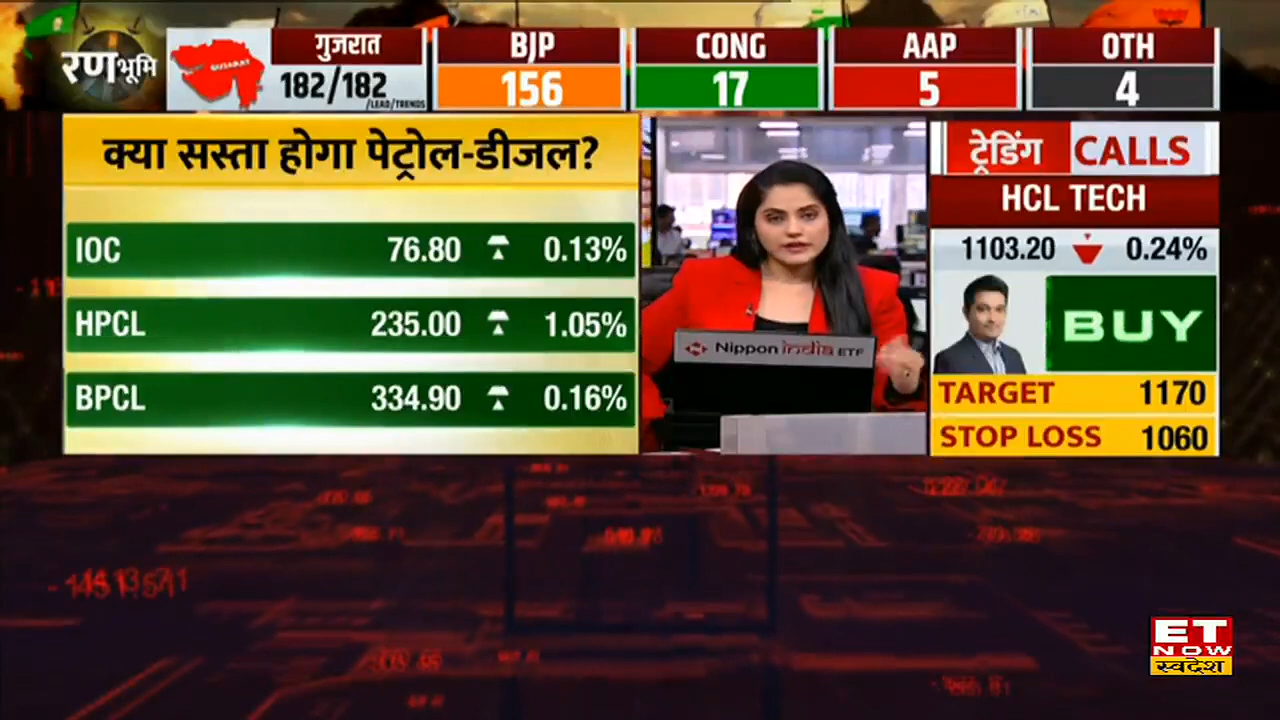 रणभूमि
GUJARAT
गुजरात
182/182
/LEAD/TRENDS
BJP
156
CONG
17
AAP
5
OTH
4
क्या सस्ता होगा पेट्रोल-डीजल?
IOC 76.80 0.13%
HPCL 235.00 1.05%
BPCL 334.90 0.16%
Nippon india ETF
ट्रेडिंग CALLS
HCL TECH
1103.20 0.24%
BUY
TARGET 1170
STOP LOSS 1060
ET
NOW
स्वदेश